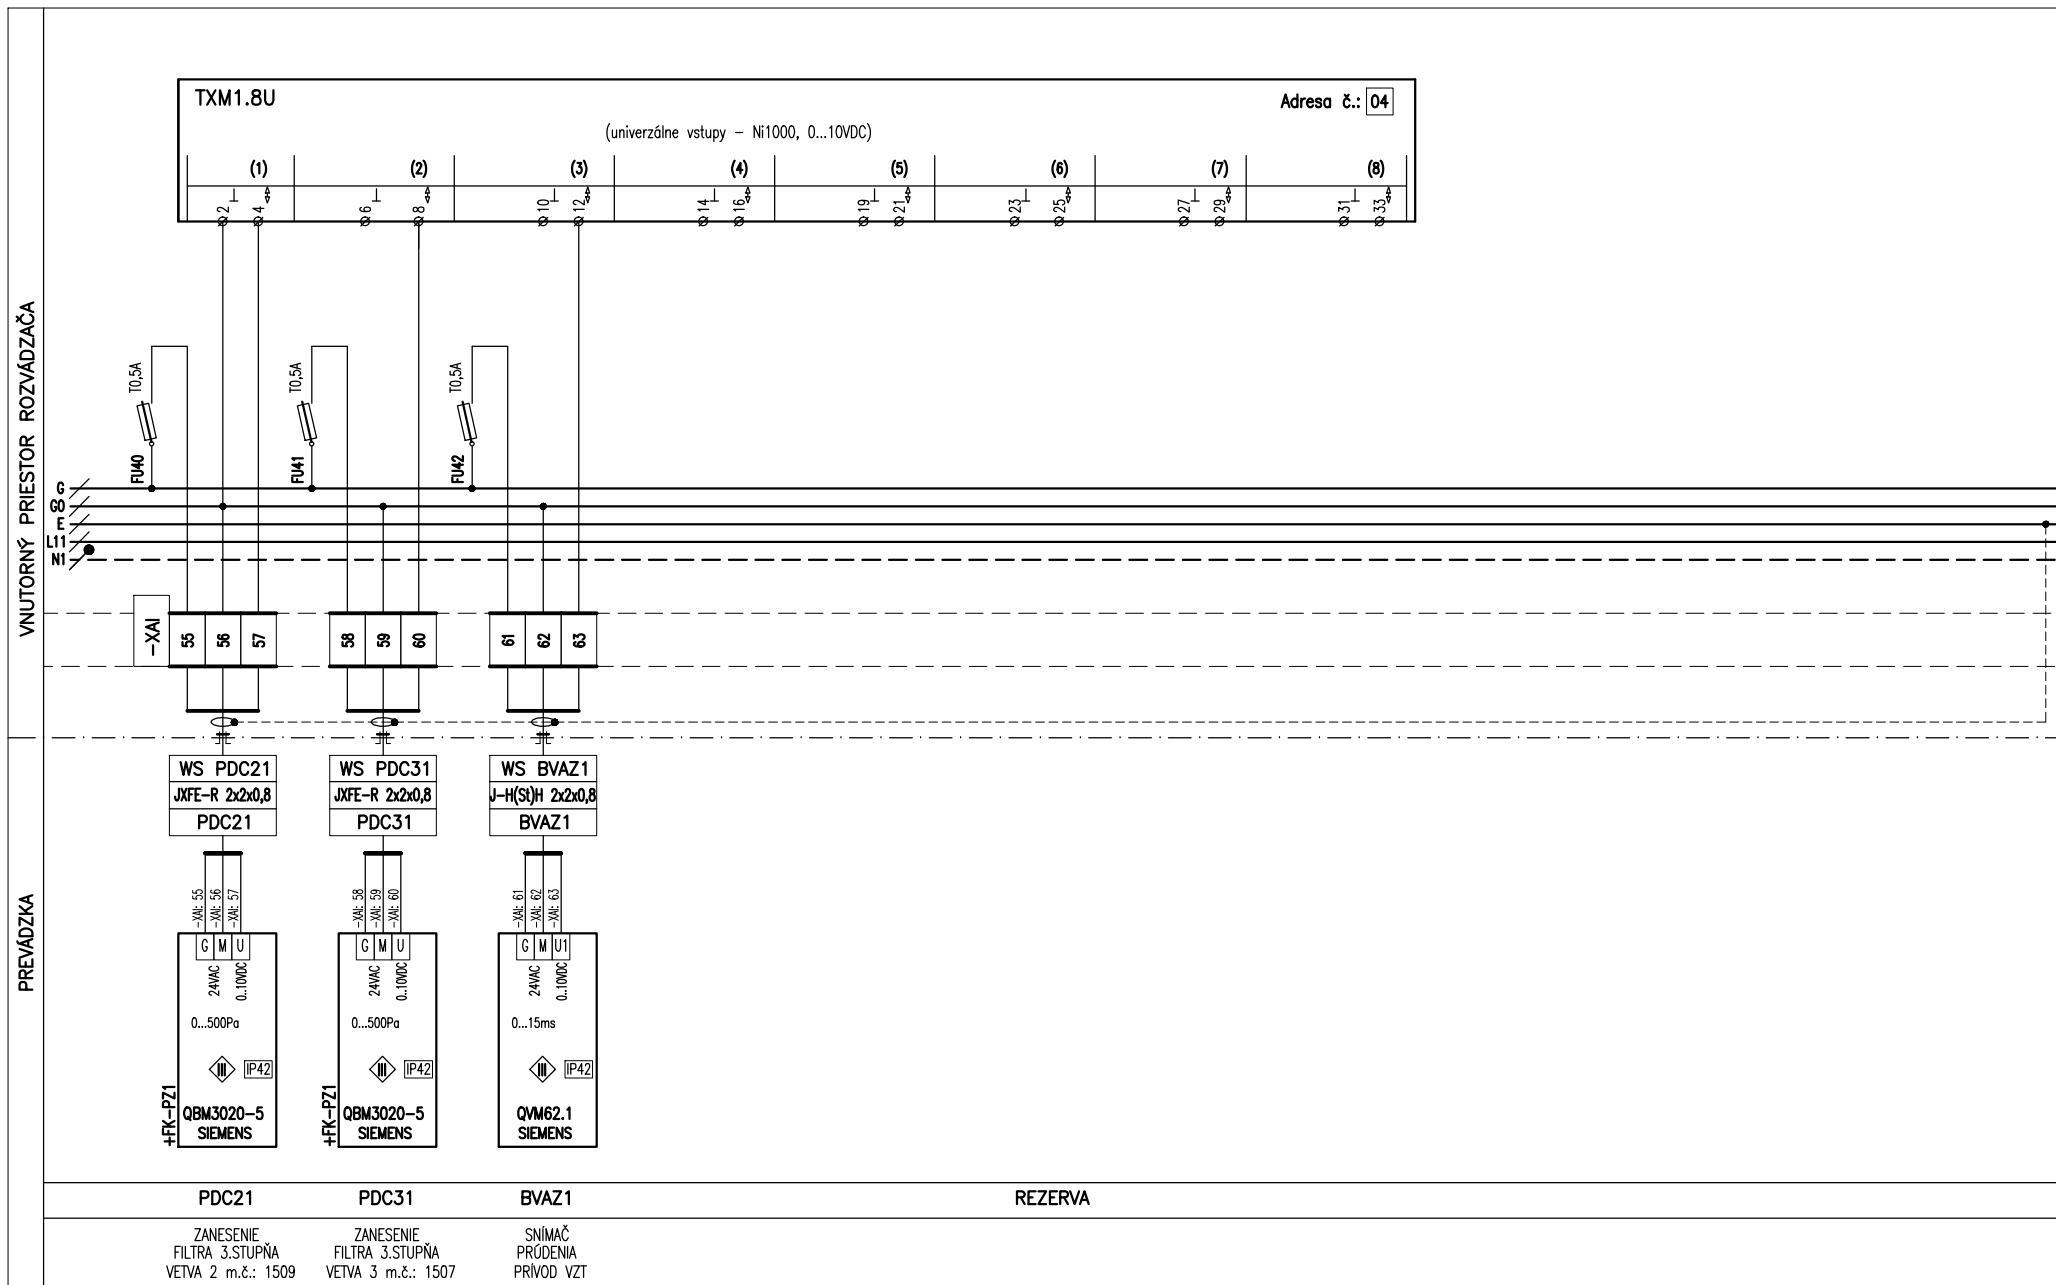 TXM1.8U
Adresa č.: 04
(univerzálne vstupy – Ni1000, 0...10VDC)
(1) (2) (3) (4) (5) (6) (7) (8)
2 4 6 8 10 12 14 16 19 21 23 25 27 29 31 33
VNUTORNÝ PRIESTOR ROZVÁDZAČA
T0,5A T0,5A T0,5A
FU40 FU41 FU42
G
G0
E
L11
N1
-XAI
55 56 57 58 59 60 61 62 63
WS PDC21 WS PDC31 WS BVAZ1
JXFE-R 2x2x0,8 JXFE-R 2x2x0,8 J-H(St)H 2x2x0,8
PDC21 PDC31 BVAZ1
PREVÁDZKA
-XAI: 55 -XAI: 56 -XAI: 57 -XAI: 58 -XAI: 59 -XAI: 60 -XAI: 61 -XAI: 62 -XAI: 63
G M U G M U G M U1
24VAC 0..10VDC 24VAC 0..10VDC 24VAC 0..10VDC
0...500Pa 0...500Pa 0...15ms
III IP42 III IP42 III IP42
+FK-PZ1 +FK-PZ1
QBM3020-5 QBM3020-5 QVM62.1
SIEMENS SIEMENS SIEMENS
PDC21 PDC31 BVAZ1 REZERVA
ZANESENIE ZANESENIE SNÍMAČ
FILTRA 3.STUPŇA FILTRA 3.STUPŇA PRÚDENIA
VETVA 2 m.č.: 1509 VETVA 3 m.č.: 1507 PRÍVOD VZT